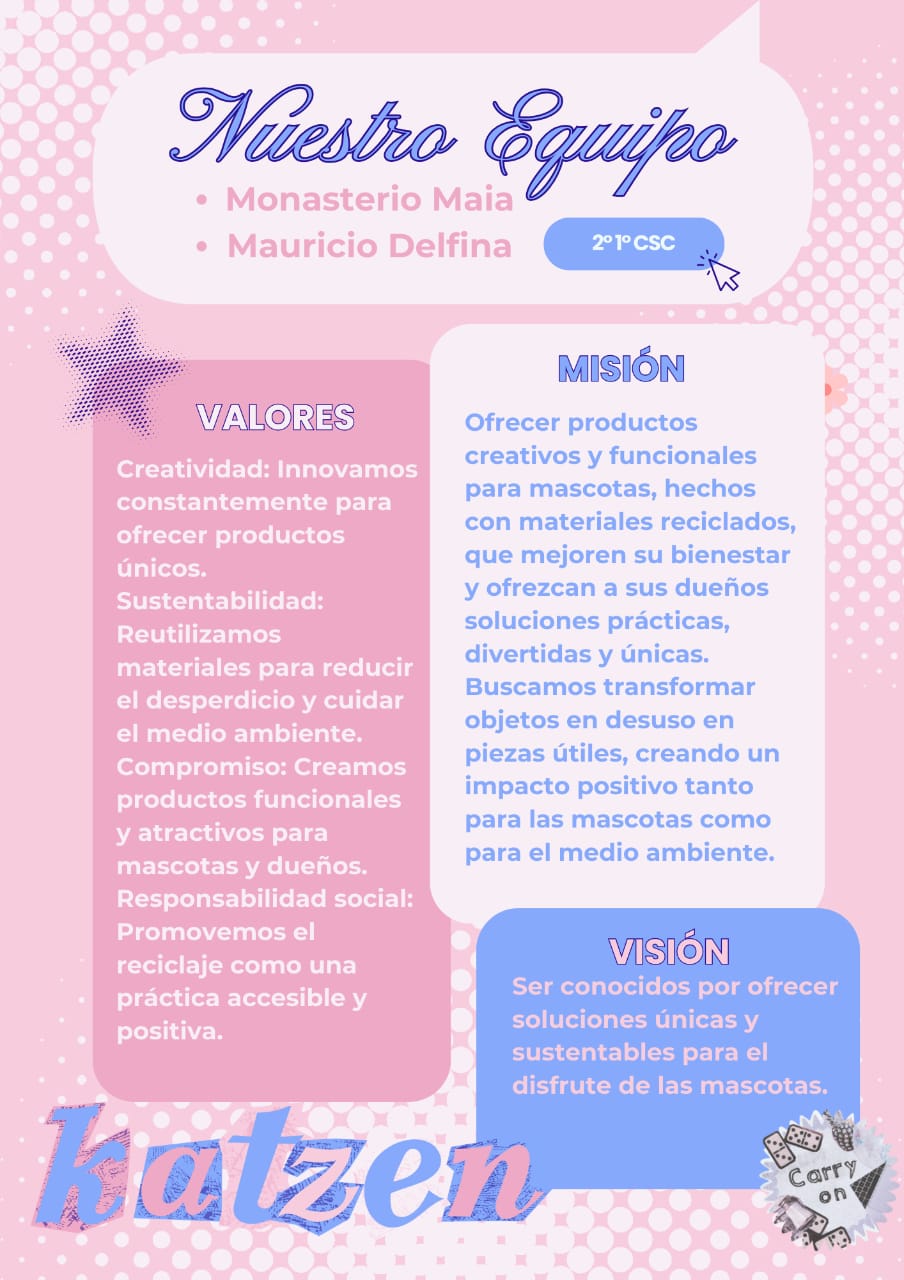 Nuestro Equipo
• Monasterio Maia
• Mauricio Delfina
2º 1º CSC
VALORES
Creatividad: Innovamos
constantemente para
ofrecer productos
únicos.
Sustentabilidad:
Reutilizamos
materiales para reducir
el desperdicio y cuidar
el medio ambiente.
Compromiso: Creamos
productos funcionales
y atractivos para
mascotas y dueños.
Responsabilidad social:
Promovemos el
reciclaje como una
práctica accesible y
positiva.
MISIÓN
Ofrecer productos
creativos y funcionales
para mascotas, hechos
con materiales reciclados,
que mejoren su bienestar
y ofrezcan a sus dueños
soluciones prácticas,
divertidas y únicas.
Buscamos transformar
objetos en desuso en
piezas útiles, creando un
impacto positivo tanto
para las mascotas como
para el medio ambiente.
VISIÓN
Ser conocidos por ofrecer
soluciones únicas y
sustentables para el
disfrute de las mascotas.
katzen
Carry
on